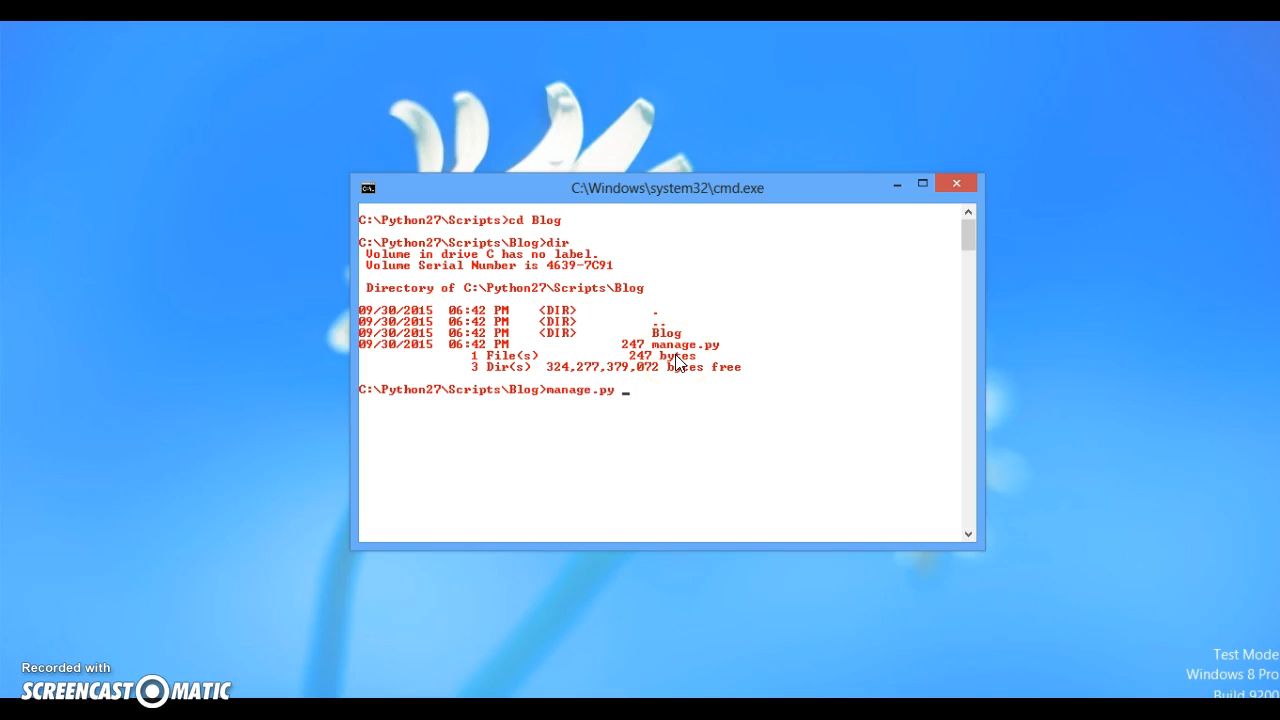 C:\Windows\system32\cmd.exe
C:\Python27\Scripts>cd Blog
C:\Python27\Scripts\Blog>dir
Volume in drive C has no label.
Volume Serial Number is 4639-7C91
Directory of C:\Python27\Scripts\Blog
09/30/2015 06:42 PM <DIR> .
09/30/2015 06:42 PM <DIR> ..
09/30/2015 06:42 PM <DIR> Blog
09/30/2015 06:42 PM 247 manage.py
1 File(s) 247 bytes
3 Dir(s) 324,277,379,072 bytes free
C:\Python27\Scripts\Blog>manage.py _
Test Mode
Windows 8 Pro
Build 9200
Recorded with
SCREENCAST-O-MATIC